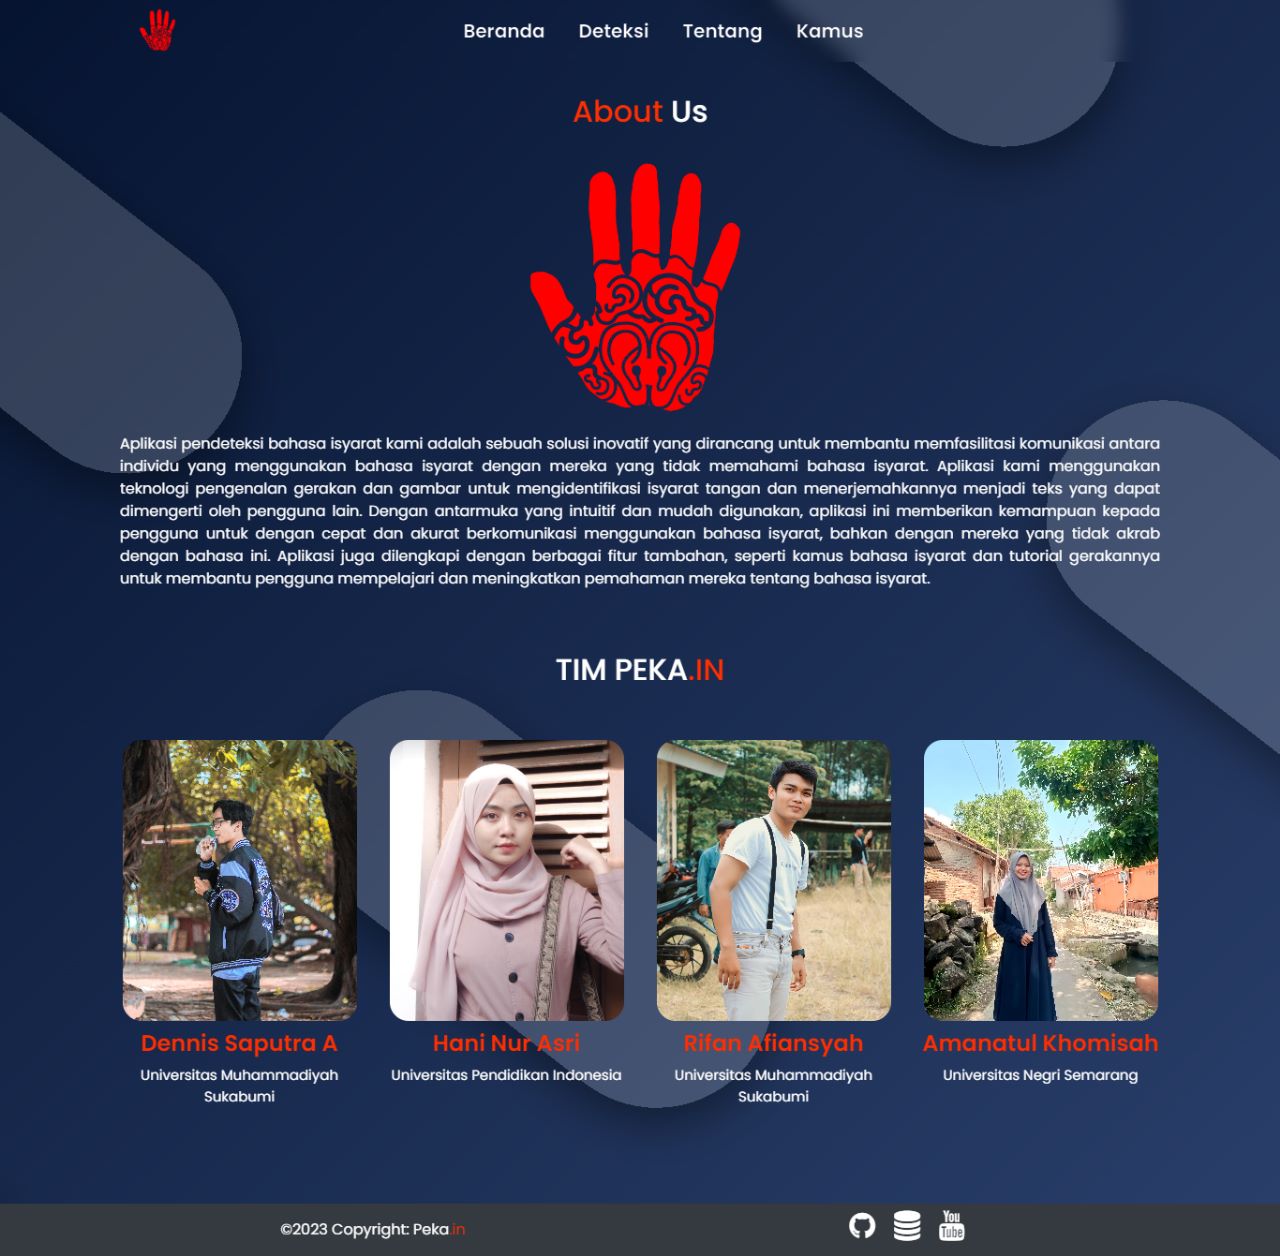 Beranda Deteksi Tentang Kamus
About Us
Aplikasi pendeteksi bahasa isyarat kami adalah sebuah solusi inovatif yang dirancang untuk membantu memfasilitasi komunikasi antara
individu yang menggunakan bahasa isyarat dengan mereka yang tidak memahami bahasa isyarat. Aplikasi kami menggunakan
teknologi pengenalan gerakan dan gambar untuk mengidentifikasi isyarat tangan dan menerjemahkannya menjadi teks yang dapat
dimengerti oleh pengguna lain. Dengan antarmuka yang intuitif dan mudah digunakan, aplikasi ini memberikan kemampuan kepada
pengguna untuk dengan cepat dan akurat berkomunikasi menggunakan bahasa isyarat, bahkan dengan mereka yang tidak akrab
dengan bahasa ini. Aplikasi juga dilengkapi dengan berbagai fitur tambahan, seperti kamus bahasa isyarat dan tutorial gerakannya
untuk membantu pengguna mempelajari dan meningkatkan pemahaman mereka tentang bahasa isyarat.
TIM PEKA.IN
Dennis Saputra A
Universitas Muhammadiyah
Sukabumi
Hani Nur Asri
Universitas Pendidikan Indonesia
Rifan Afiansyah
Universitas Muhammadiyah
Sukabumi
Amanatul Khomisah
Universitas Negri Semarang
©2023 Copyright: Peka.in
You
Tube